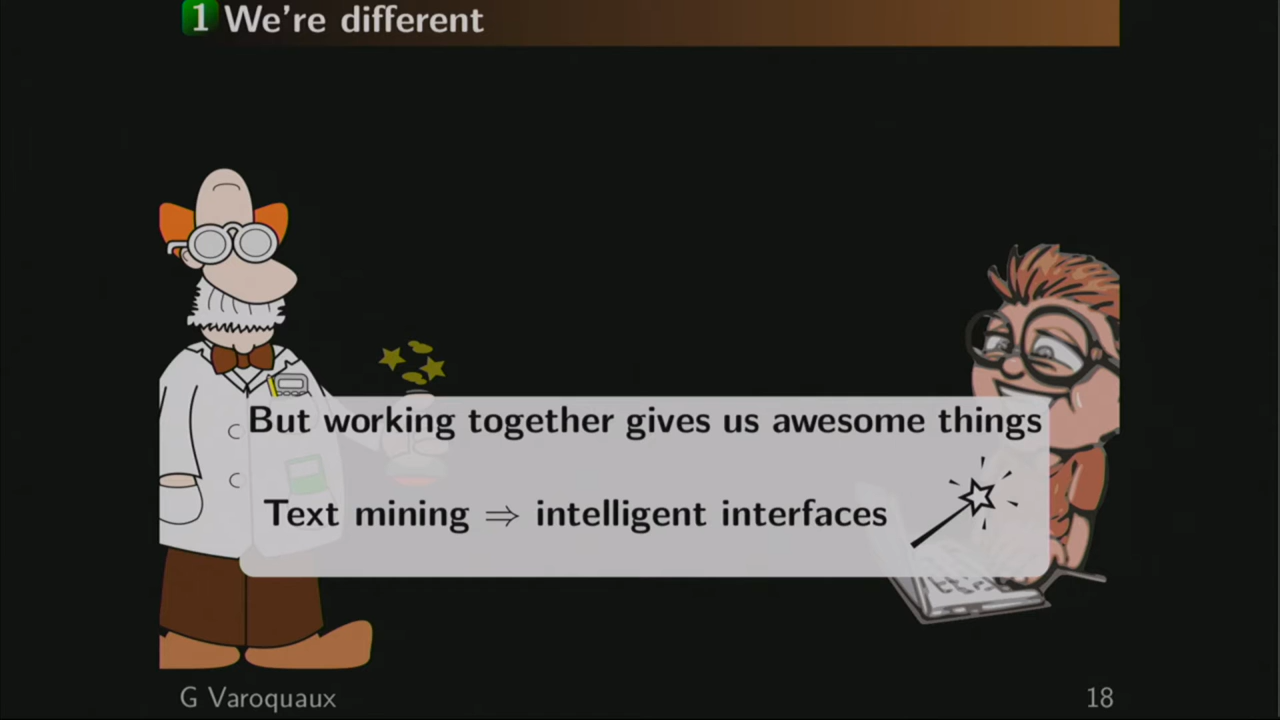 1 We're different
But working together gives us awesome things
Text mining ⇒ intelligent interfaces
G Varoquaux
18